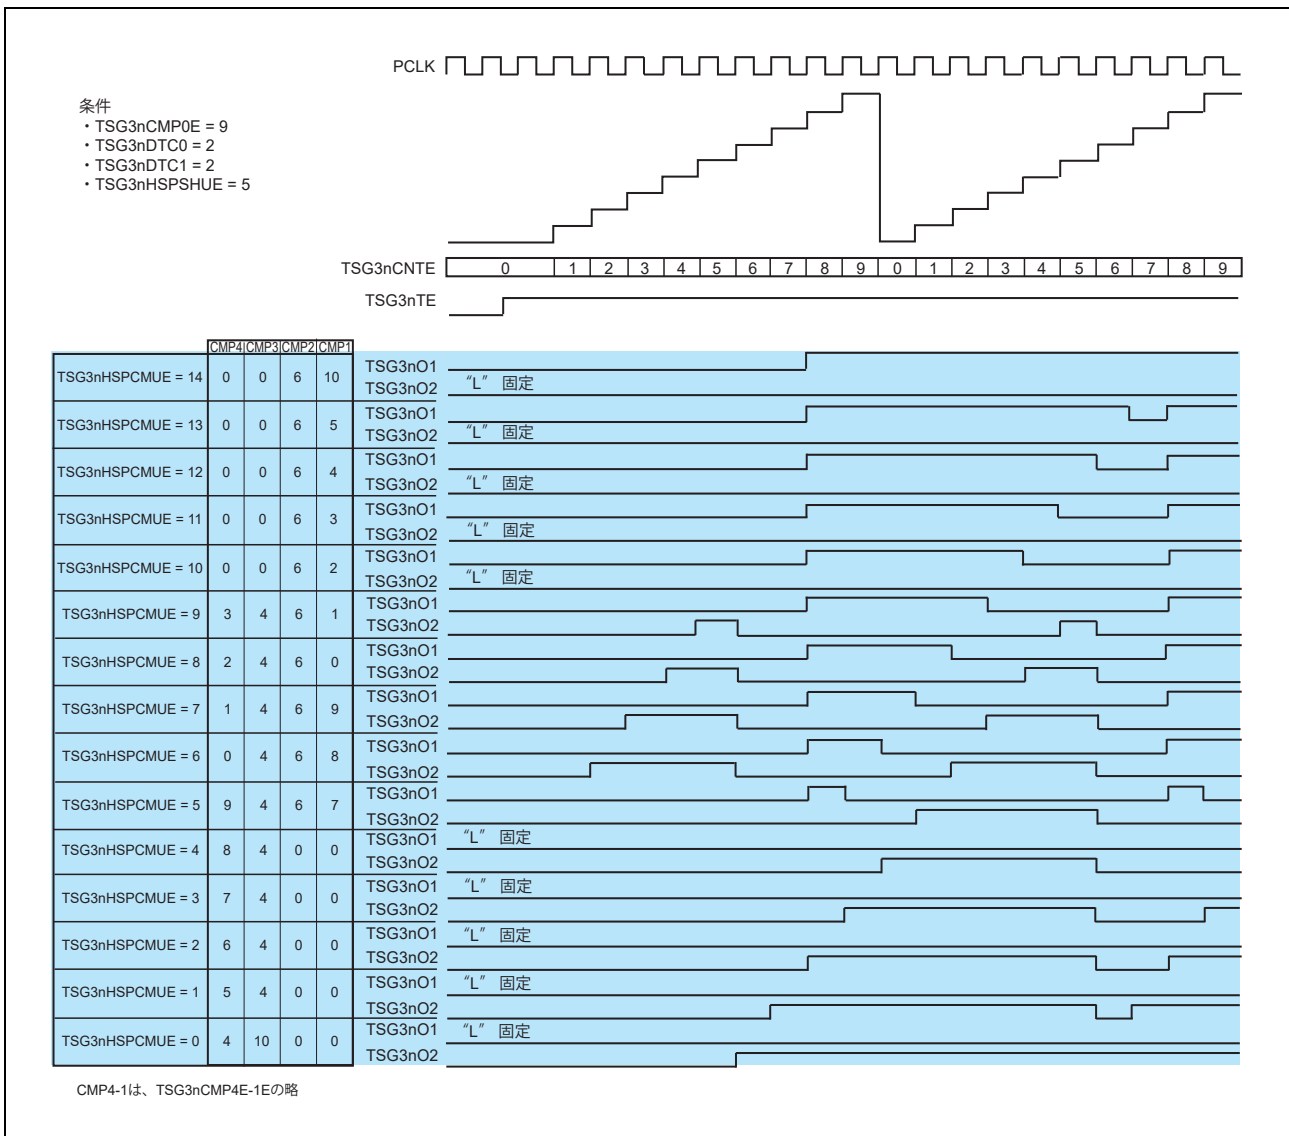 PCLK
条件
・TSG3nCMP0E = 9
・TSG3nDTC0 = 2
・TSG3nDTC1 = 2
・TSG3nHSPSHUE = 5
TSG3nCNTE 0 1 2 3 4 5 6 7 8 9 0 1 2 3 4 5 6 7 8 9
TSG3nTE
CMP4 CMP3 CMP2 CMP1
TSG3nHSPCMUE = 14 0 0 6 10
TSG3nO1
TSG3nO2 “L” 固定
TSG3nHSPCMUE = 13 0 0 6 5
TSG3nO1
TSG3nO2 “L” 固定
TSG3nHSPCMUE = 12 0 0 6 4
TSG3nO1
TSG3nO2 “L” 固定
TSG3nHSPCMUE = 11 0 0 6 3
TSG3nO1
TSG3nO2 “L” 固定
TSG3nHSPCMUE = 10 0 0 6 2
TSG3nO1
TSG3nO2 “L” 固定
TSG3nHSPCMUE = 9 3 4 6 1
TSG3nO1
TSG3nO2
TSG3nHSPCMUE = 8 2 4 6 0
TSG3nO1
TSG3nO2
TSG3nHSPCMUE = 7 1 4 6 9
TSG3nO1
TSG3nO2
TSG3nHSPCMUE = 6 0 4 6 8
TSG3nO1
TSG3nO2
TSG3nHSPCMUE = 5 9 4 6 7
TSG3nO1
TSG3nO2
TSG3nHSPCMUE = 4 8 4 0 0
TSG3nO1 “L” 固定
TSG3nO2
TSG3nHSPCMUE = 3 7 4 0 0
TSG3nO1 “L” 固定
TSG3nO2
TSG3nHSPCMUE = 2 6 4 0 0
TSG3nO1 “L” 固定
TSG3nO2
TSG3nHSPCMUE = 1 5 4 0 0
TSG3nO1 “L” 固定
TSG3nO2
TSG3nHSPCMUE = 0 4 10 0 0
TSG3nO1 “L” 固定
TSG3nO2
CMP4-1は、TSG3nCMP4E-1Eの略